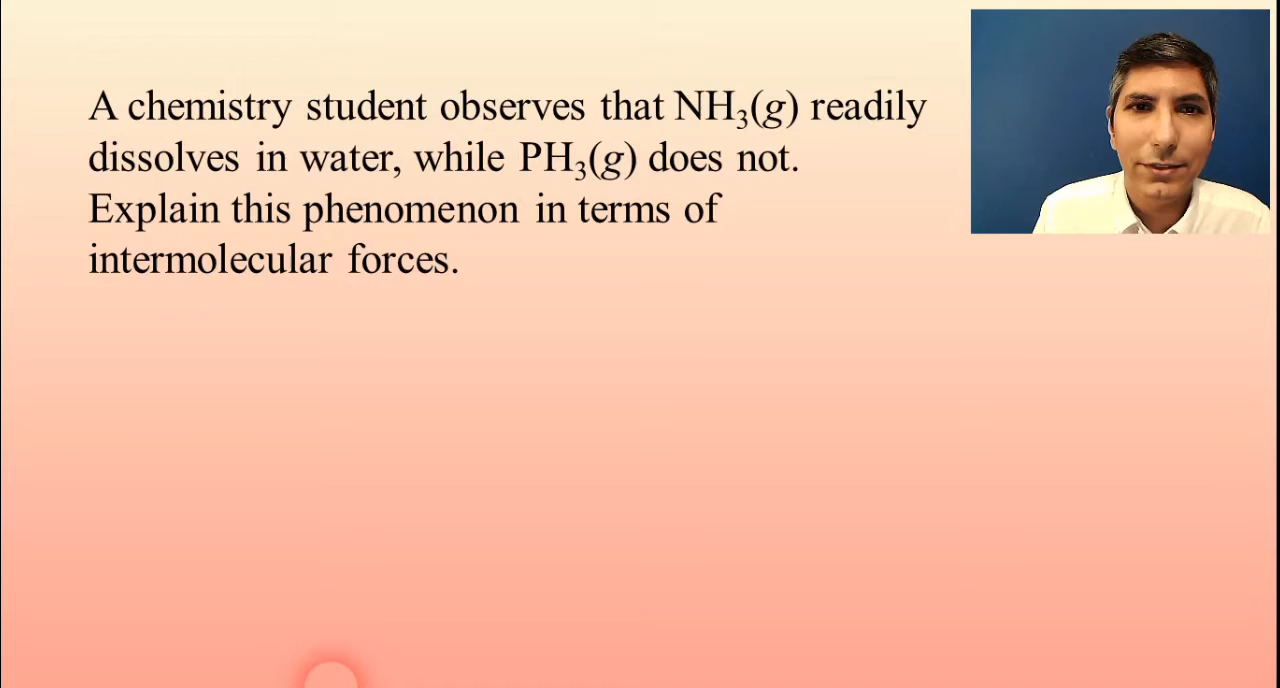 A chemistry student observes that NH₃(g) readily
dissolves in water, while PH₃(g) does not.
Explain this phenomenon in terms of
intermolecular forces.